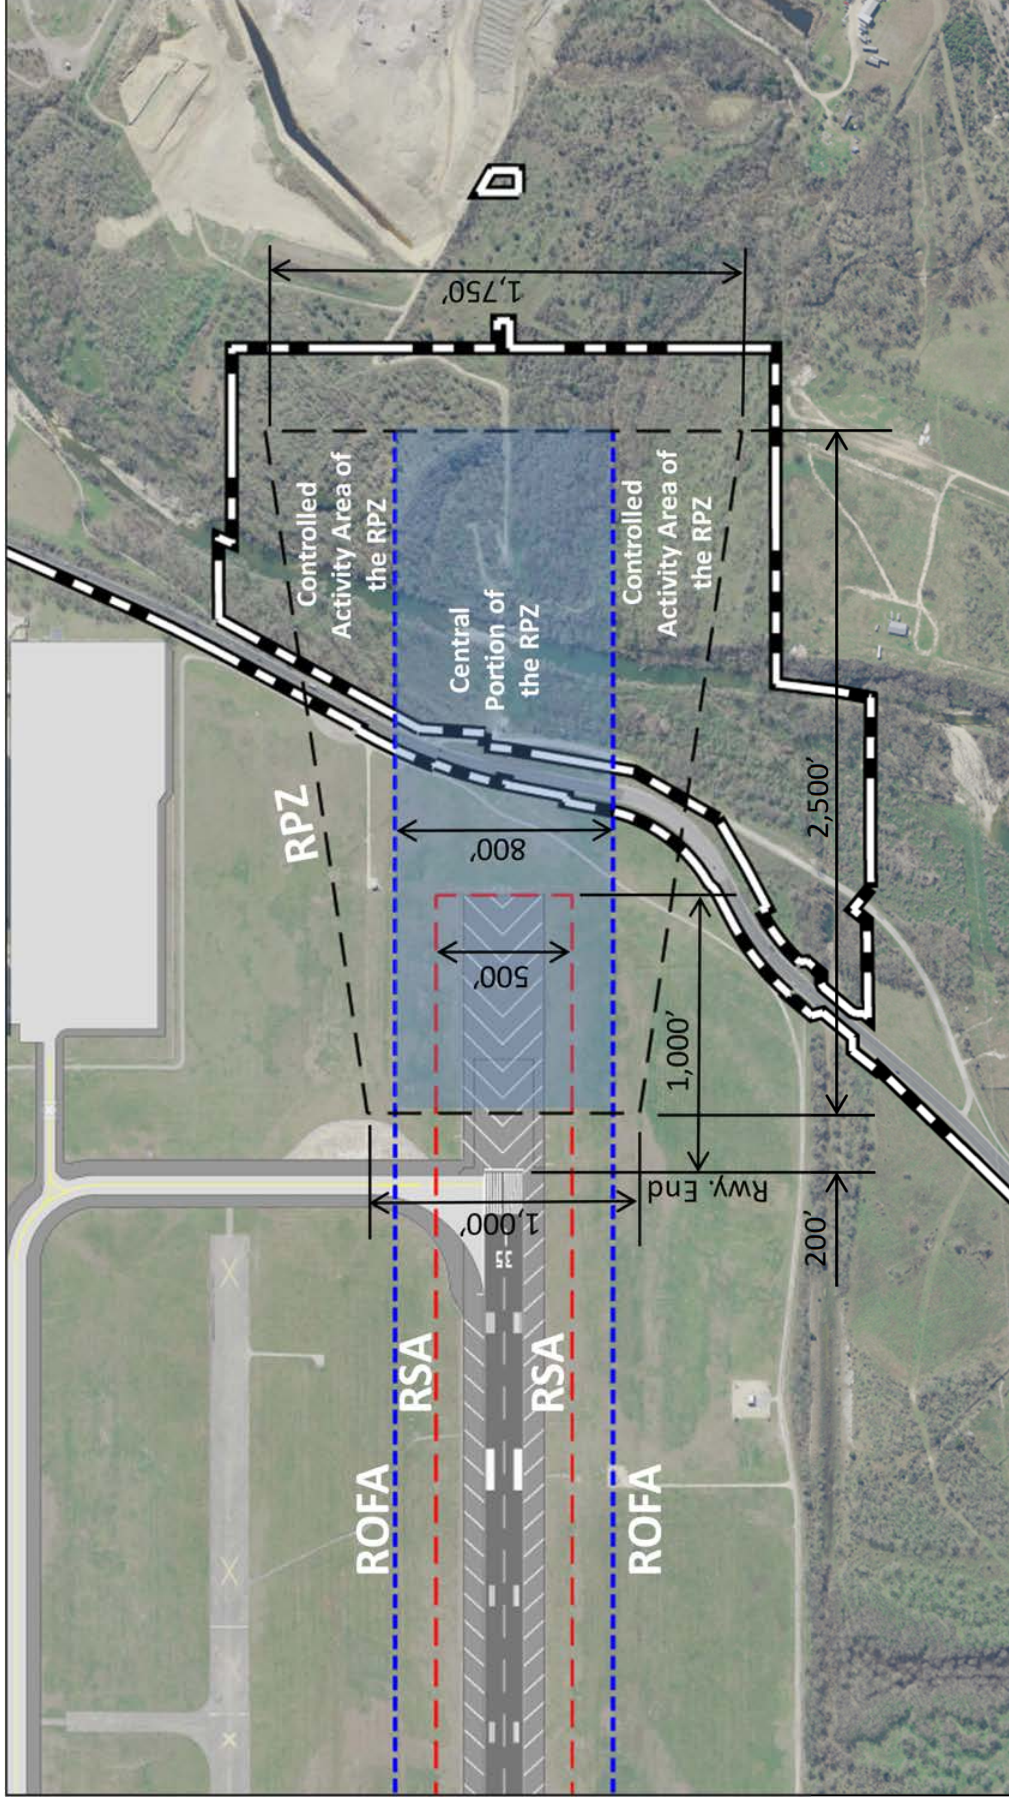 1,750’
Controlled
Activity Area of
the RPZ
Central
Portion of
the RPZ
Controlled
Activity Area of
the RPZ
RPZ
800’
2,500’
500’
1,000’
1,000’
Rwy. End
200’
35
RSA
RSA
ROFA
ROFA